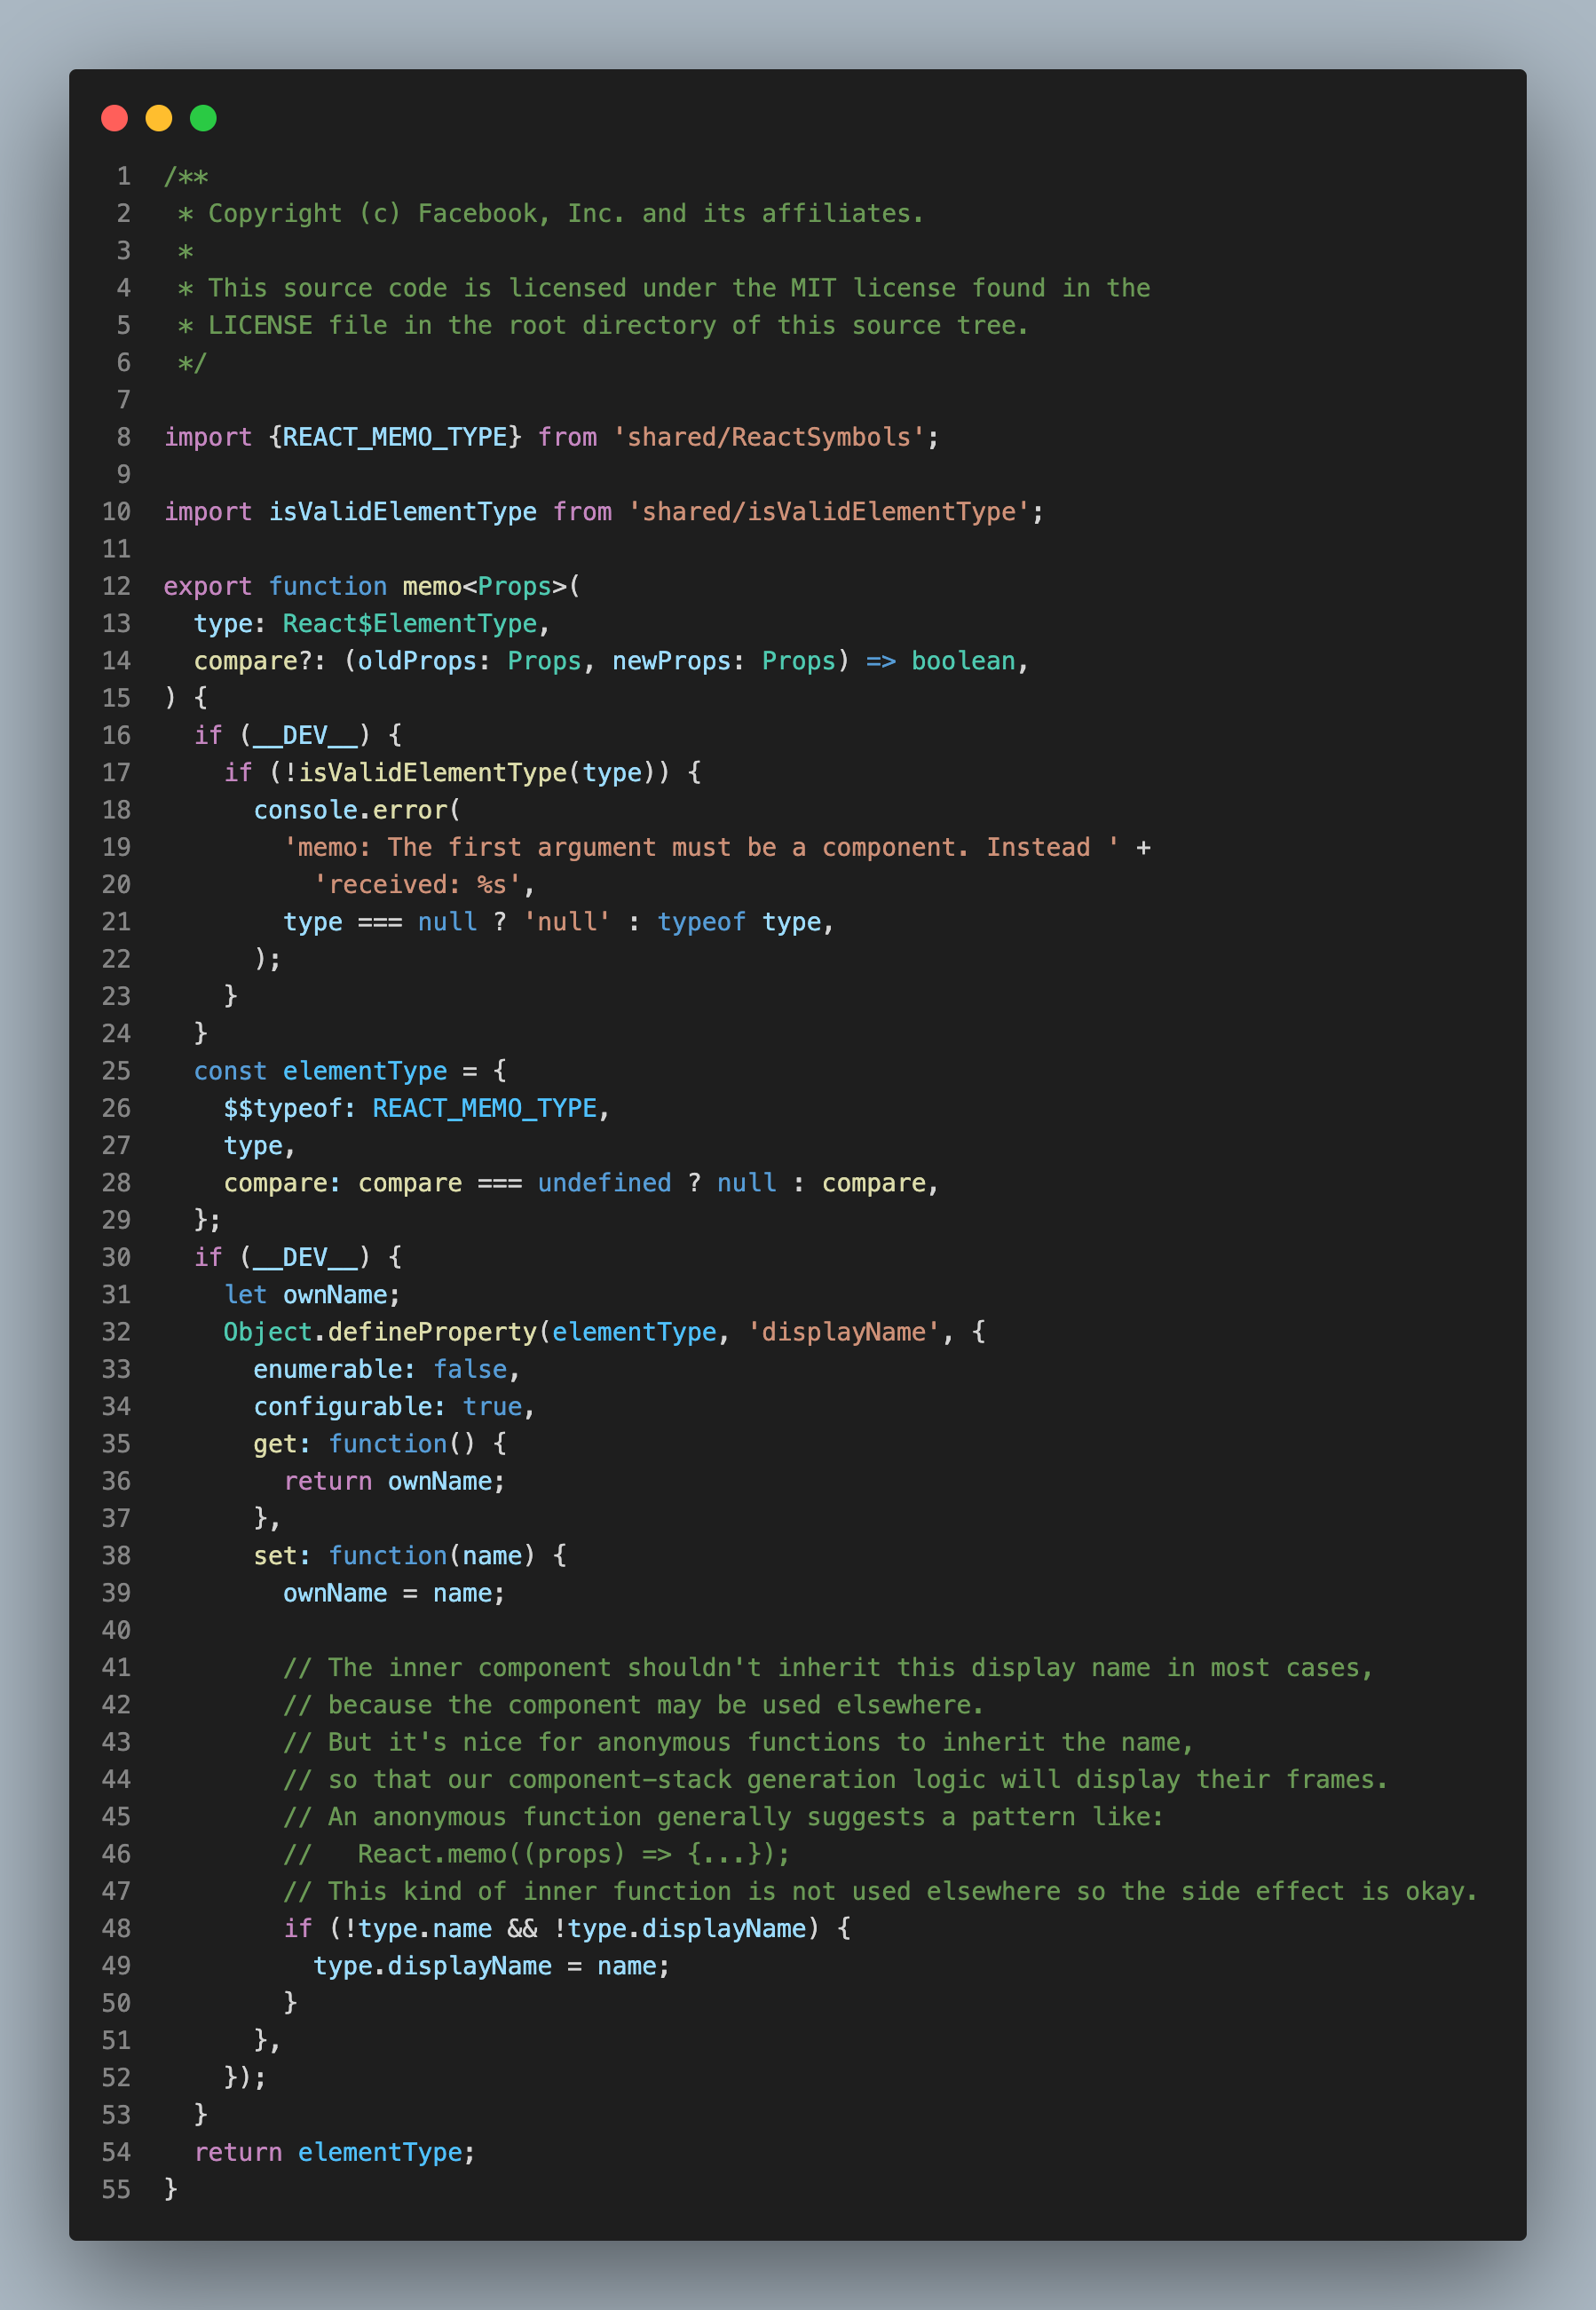 1 /**
2  * Copyright (c) Facebook, Inc. and its affiliates.
3  *
4  * This source code is licensed under the MIT license found in the
5  * LICENSE file in the root directory of this source tree.
6  */
7
8 import {REACT_MEMO_TYPE} from 'shared/ReactSymbols';
9
10 import isValidElementType from 'shared/isValidElementType';
11
12 export function memo<Props>(
13   type: React$ElementType,
14   compare?: (oldProps: Props, newProps: Props) => boolean,
15 ) {
16   if (__DEV__) {
17     if (!isValidElementType(type)) {
18       console.error(
19         'memo: The first argument must be a component. Instead ' +
20           'received: %s',
21         type === null ? 'null' : typeof type,
22       );
23     }
24   }
25   const elementType = {
26     $$typeof: REACT_MEMO_TYPE,
27     type,
28     compare: compare === undefined ? null : compare,
29   };
30   if (__DEV__) {
31     let ownName;
32     Object.defineProperty(elementType, 'displayName', {
33       enumerable: false,
34       configurable: true,
35       get: function() {
36         return ownName;
37       },
38       set: function(name) {
39         ownName = name;
40
41         // The inner component shouldn't inherit this display name in most cases,
42         // because the component may be used elsewhere.
43         // But it's nice for anonymous functions to inherit the name,
44         // so that our component-stack generation logic will display their frames.
45         // An anonymous function generally suggests a pattern like:
46         //   React.memo((props) => {...});
47         // This kind of inner function is not used elsewhere so the side effect is okay.
48         if (!type.name && !type.displayName) {
49           type.displayName = name;
50         }
51       },
52     });
53   }
54   return elementType;
55 }